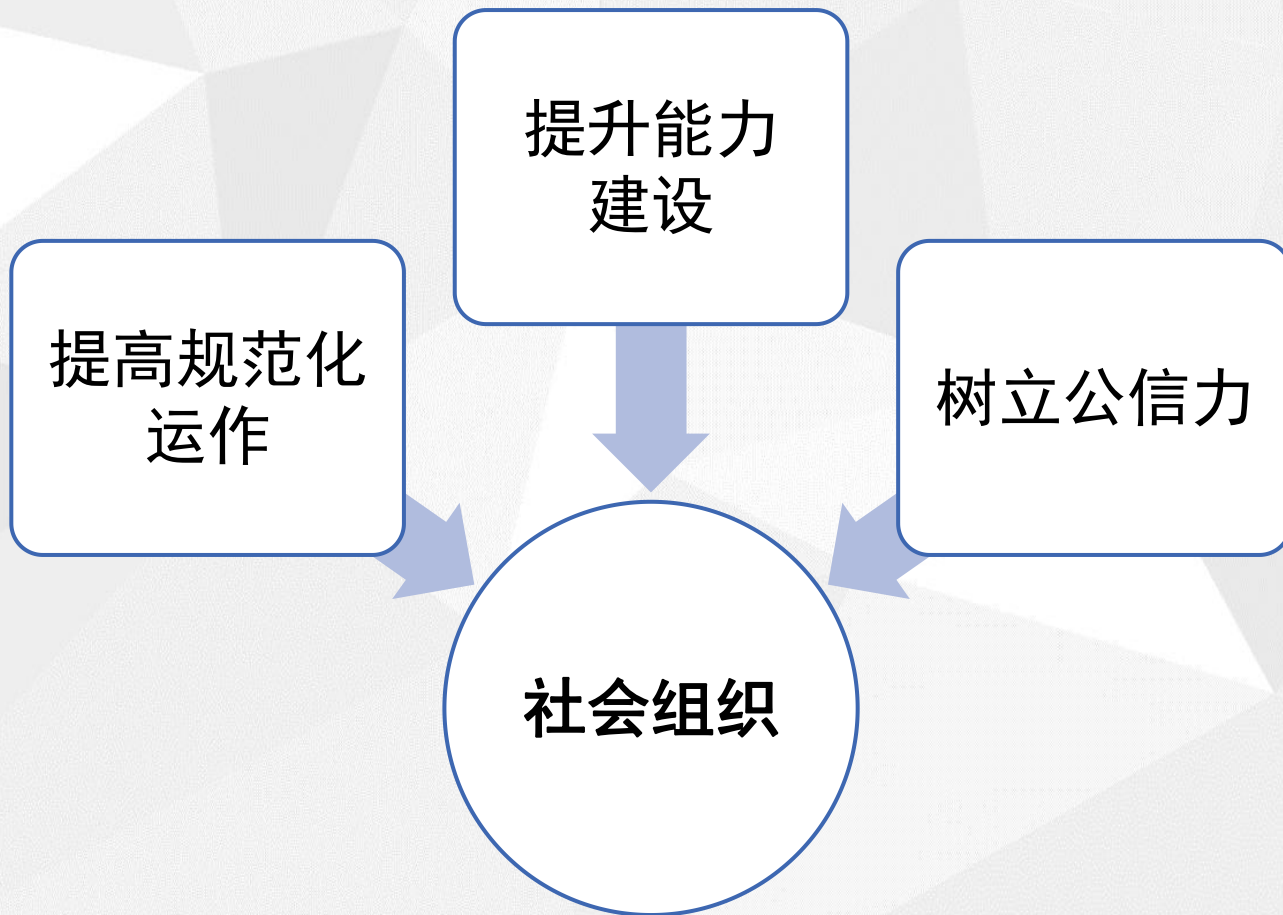 提升能力
建设
提高规范化
运作
树立公信力
社会组织